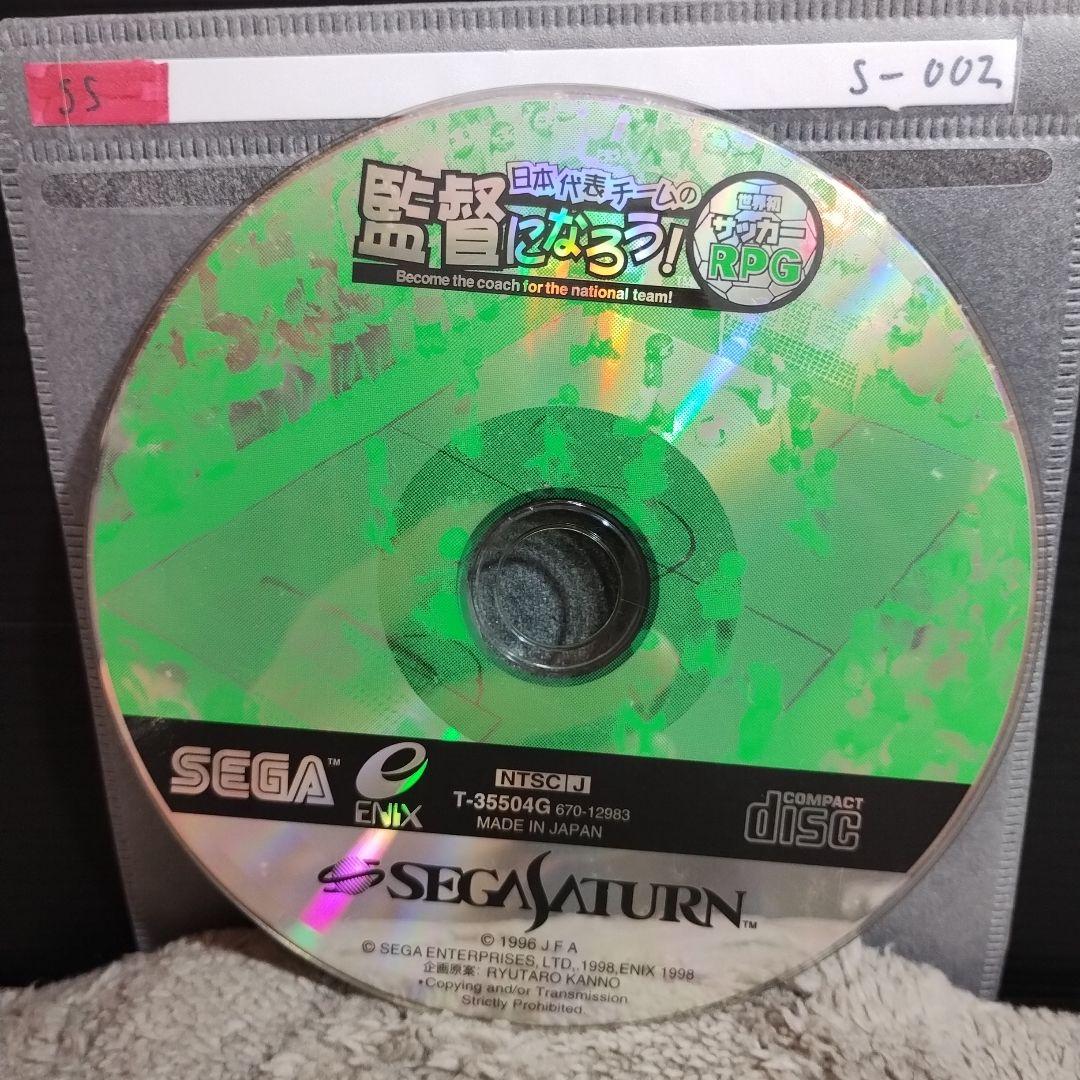 SS
S-002
日本代表チームの
監督になろう!
世界初
サッカー
RPG
Become the coach for the national team!
SEGA™
ENIX
NTSC J
T-35504G 670-12983
MADE IN JAPAN
COMPACT
disc
SEGA SATURN™
© 1996 J F A
© SEGA ENTERPRISES, LTD,.1998,ENIX 1998
企画原案: RYUTARO KANNO
•Copying and/or Transmission
Strictly Prohibited.